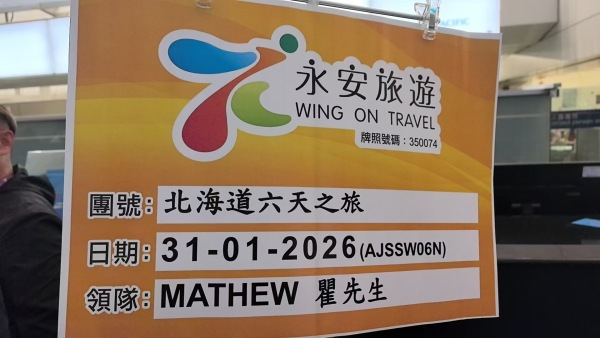 永安旅遊
WING ON TRAVEL
牌照號碼：350074
團號：北海道六天之旅
日期：31-01-2026 (AJSSW06N)
領隊：MATHEW 瞿先生